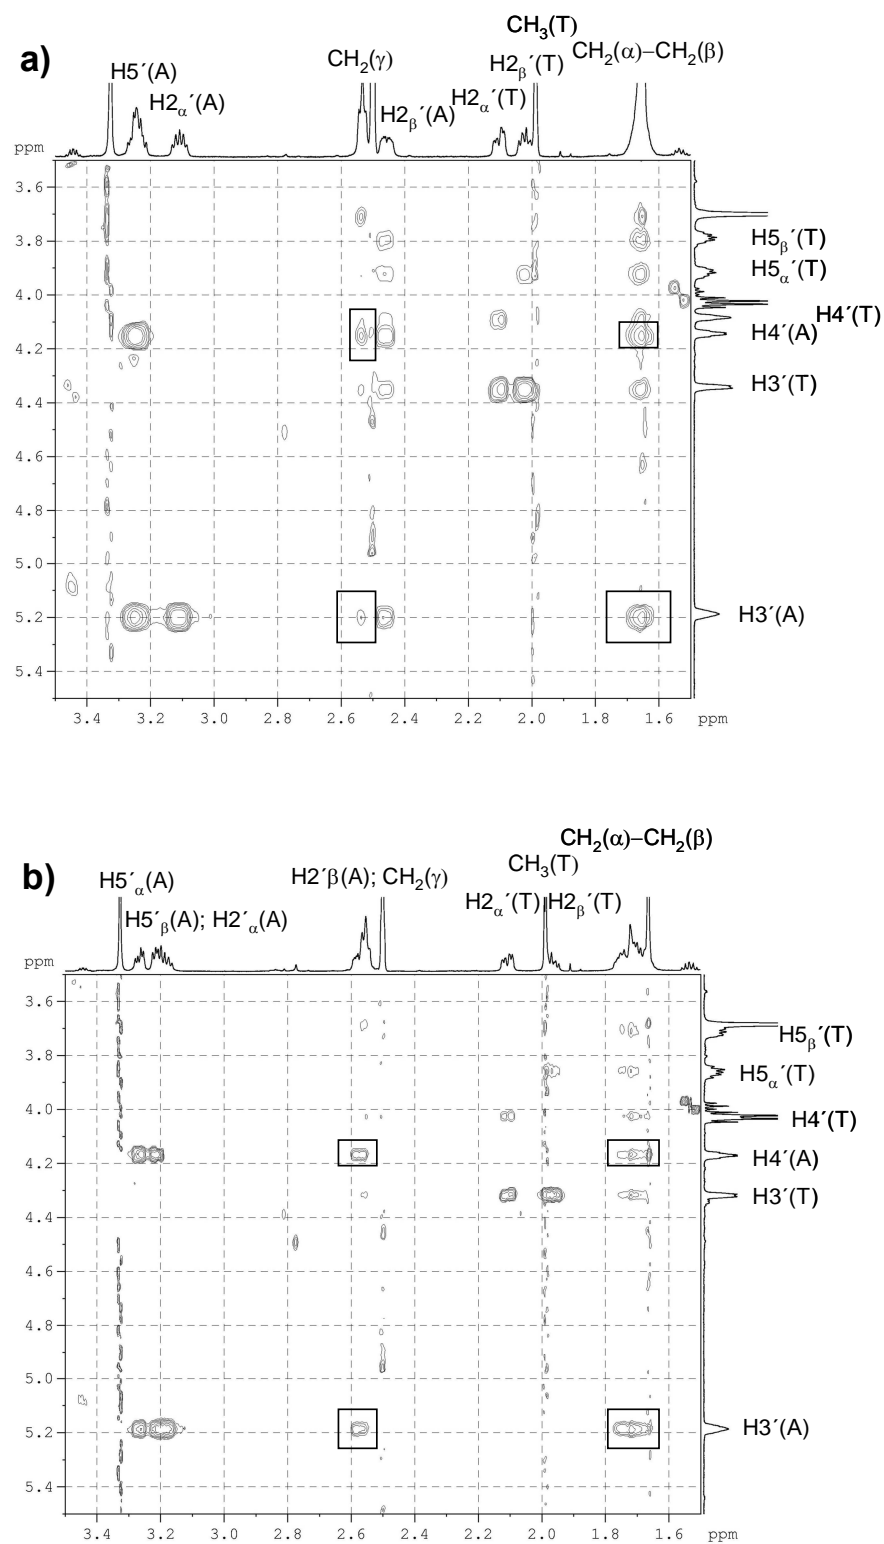 a)
CH₃(T)
CH₂(γ)
H2β´(T)
CH₂(α)–CH₂(β)
H5´(A)
H2α´(A)
H2β´(A)
H2α´(T)
ppm
3.6
3.8
4.0
4.2
4.4
4.6
4.8
5.0
5.2
5.4
H5β´(T)
H5α´(T)
H4´(T)
H4´(A)
H3´(T)
H3´(A)
3.4 3.2 3.0 2.8 2.6 2.4 2.2 2.0 1.8 1.6 ppm
b)
CH₂(α)–CH₂(β)
CH₃(T)
H5´α(A)
H2´β(A); CH₂(γ)
H5´β(A); H2´α(A)
H2α´(T) H2β´(T)
ppm
3.6
3.8
4.0
4.2
4.4
4.6
4.8
5.0
5.2
5.4
H5β´(T)
H5α´(T)
H4´(T)
H4´(A)
H3´(T)
H3´(A)
3.4 3.2 3.0 2.8 2.6 2.4 2.2 2.0 1.8 1.6 ppm